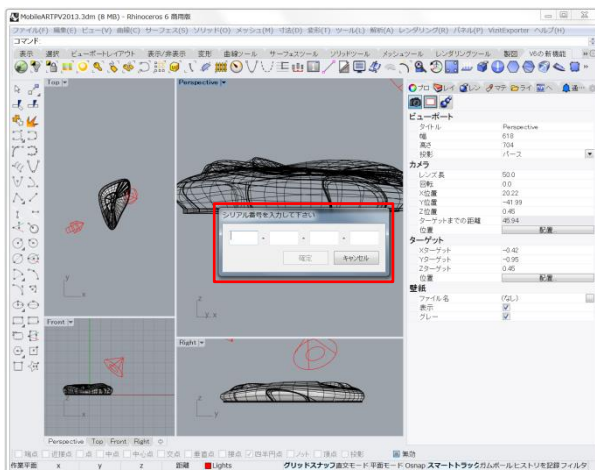 MobileARTPV2013.3dm (8 MB) - Rhinoceros 6 商用版
ファイル(F) 編集(E) ビュー(V) 曲線(C) サーフェス(S) ソリッド(O) メッシュ(M) 寸法(D) 変形(T) ツール(L) 解析(A) レンダリング(R) パネル(P) VizitExporter ヘルプ(H)
コマンド
表示 選択 ビューポートレイアウト 表示/非表示 変形 曲線ツール サーフェスツール ソリッドツール メッシュツール レンダリングツール 製図 V6の新機能
Top
Perspective
プロ レイ レン マテ ライ ヘ 通
ビューポート
タイトル Perspective
幅 618
高さ 704
投影 パース
カメラ
レンズ長 50.0
回転 0.0
X位置 20.22
Y位置 -41.99
Z位置 0.45
ターゲットまでの距離 45.94
位置 配置
ターゲット
Xターゲット -0.42
Yターゲット -0.95
Zターゲット 0.45
位置 配置
壁紙
ファイル名 (なし)
表示
グレー
シリアル番号を入力して下さい
- - -
確定 キャンセル
y
x
z
y x
Front
Right
z
x
z
y
Perspective Top Front Right
端点 近接点 点 中点 中心点 交点 垂直点 接点 四半円点 ノット 頂点 投影 無効
作業平面 x y z 距離 Lights グリッドスナップ 直交モード 平面モード Osnap スマートトラック ガムボール ヒストリを記録 フィルタ